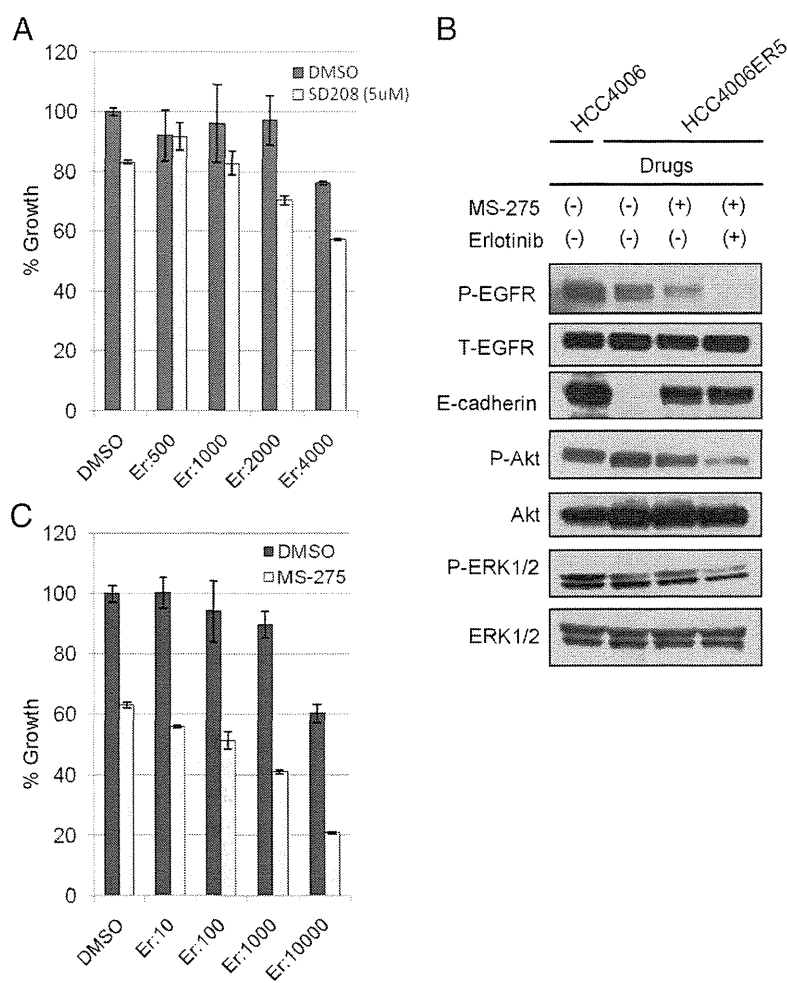 A
120
100
80
60
40
20
0
% Growth
DMSO
SD208 (5uM)
DMSO
Er:500
Er:1000
Er:2000
Er:4000
B
HCC4006
HCC4006ER5
Drugs
MS-275 (-) (-) (+) (+)
Erlotinib (-) (-) (-) (+)
P-EGFR
T-EGFR
E-cadherin
P-Akt
Akt
P-ERK1/2
ERK1/2
C
120
100
80
60
40
20
0
% Growth
DMSO
MS-275
DMSO
Er:10
Er:100
Er:1000
Er:10000